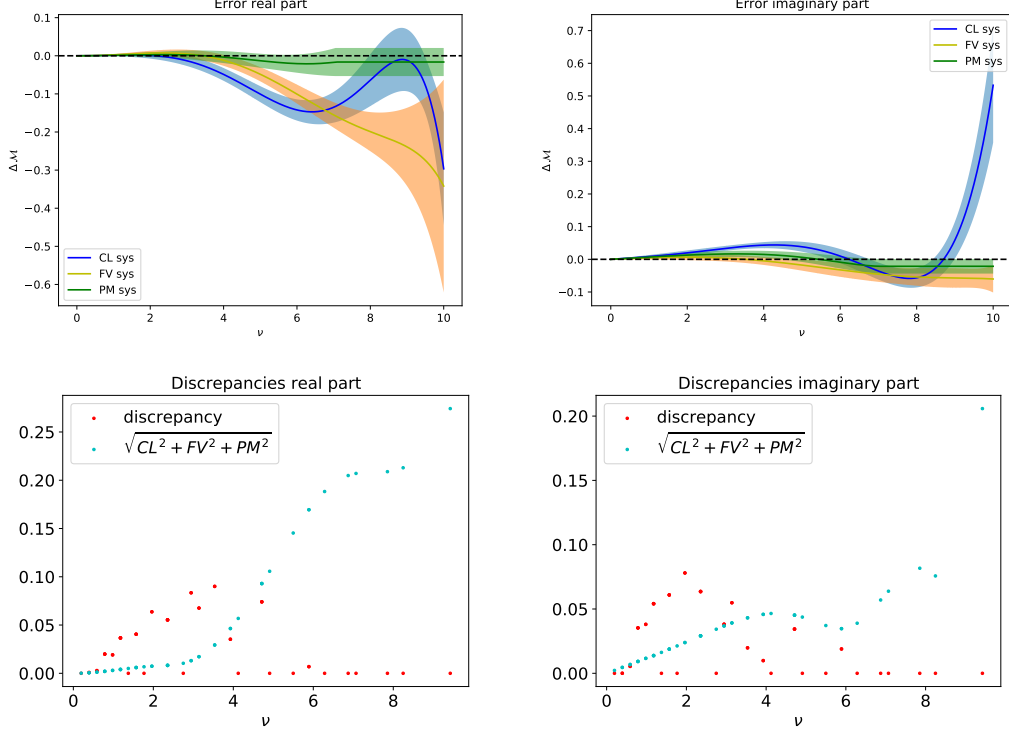 Error real part
0.1
0.0
−0.1
−0.2
−0.3
−0.4
−0.5
−0.6
Δ ℳ
CL sys
FV sys
PM sys
0 2 4 6 8 10
ν
Error imaginary part
0.7
0.6
0.5
0.4
0.3
0.2
0.1
0.0
−0.1
Δ ℳ
CL sys
FV sys
PM sys
0 2 4 6 8 10
ν
Discrepancies real part
discrepancy
√CL² + FV² + PM²
0.25
0.20
0.15
0.10
0.05
0.00
0 2 4 6 8
ν
Discrepancies imaginary part
discrepancy
√CL² + FV² + PM²
0.20
0.15
0.10
0.05
0.00
0 2 4 6 8
ν